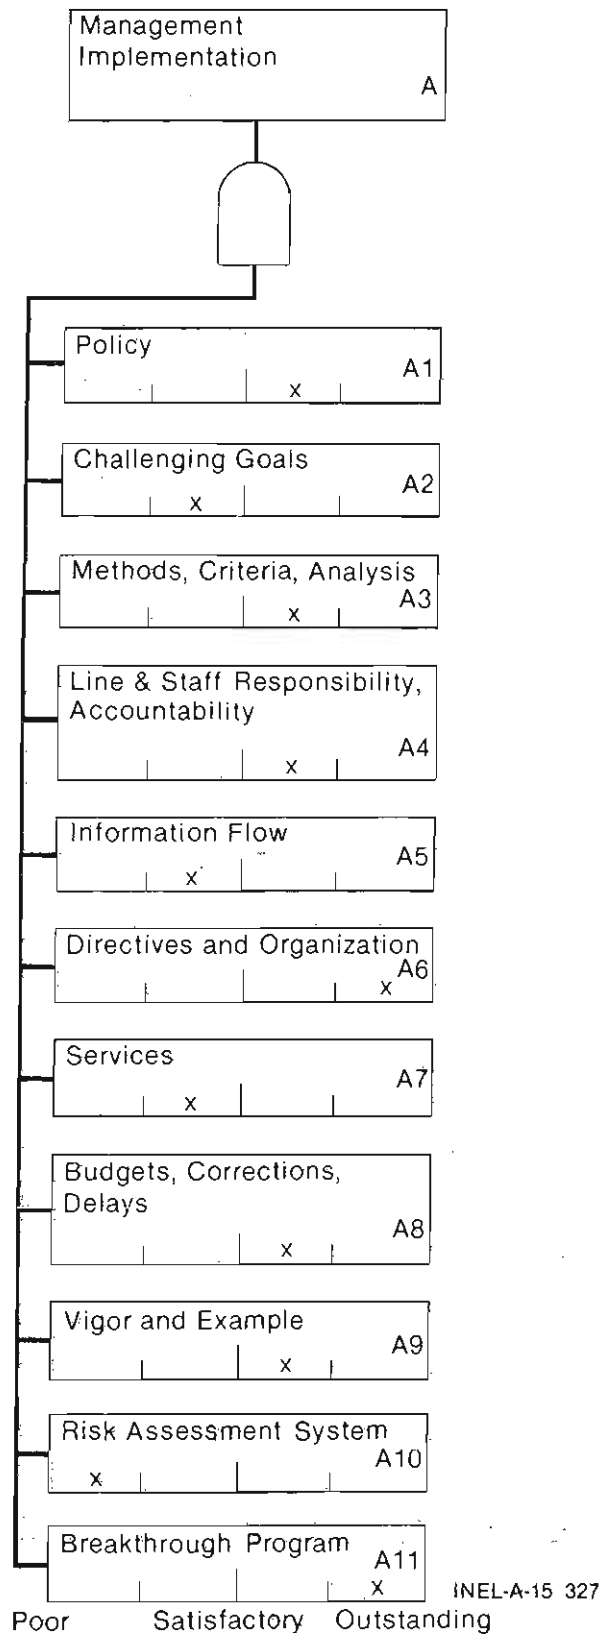 Management
Implementation
A
Policy
A1
x
Challenging Goals
A2
x
Methods, Criteria, Analysis
A3
x
Line & Staff Responsibility,
Accountability
A4
x
Information Flow
A5
x
Directives and Organization
A6
x
Services
A7
x
Budgets, Corrections,
Delays
A8
x
Vigor and Example
A9
x
Risk Assessment System
A10
x
Breakthrough Program
A11
x
INEL-A-15 327
Poor Satisfactory Outstanding